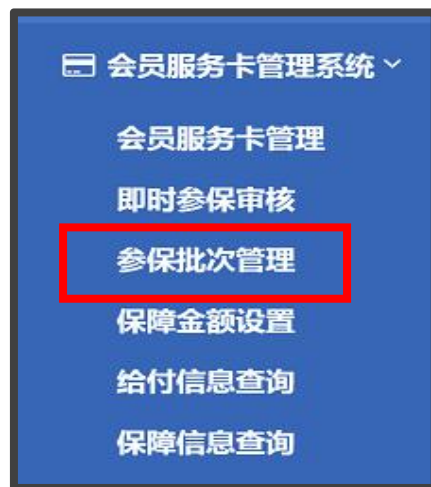 会员服务卡管理系统
会员服务卡管理
即时参保审核
参保批次管理
保障金额设置
给付信息查询
保障信息查询